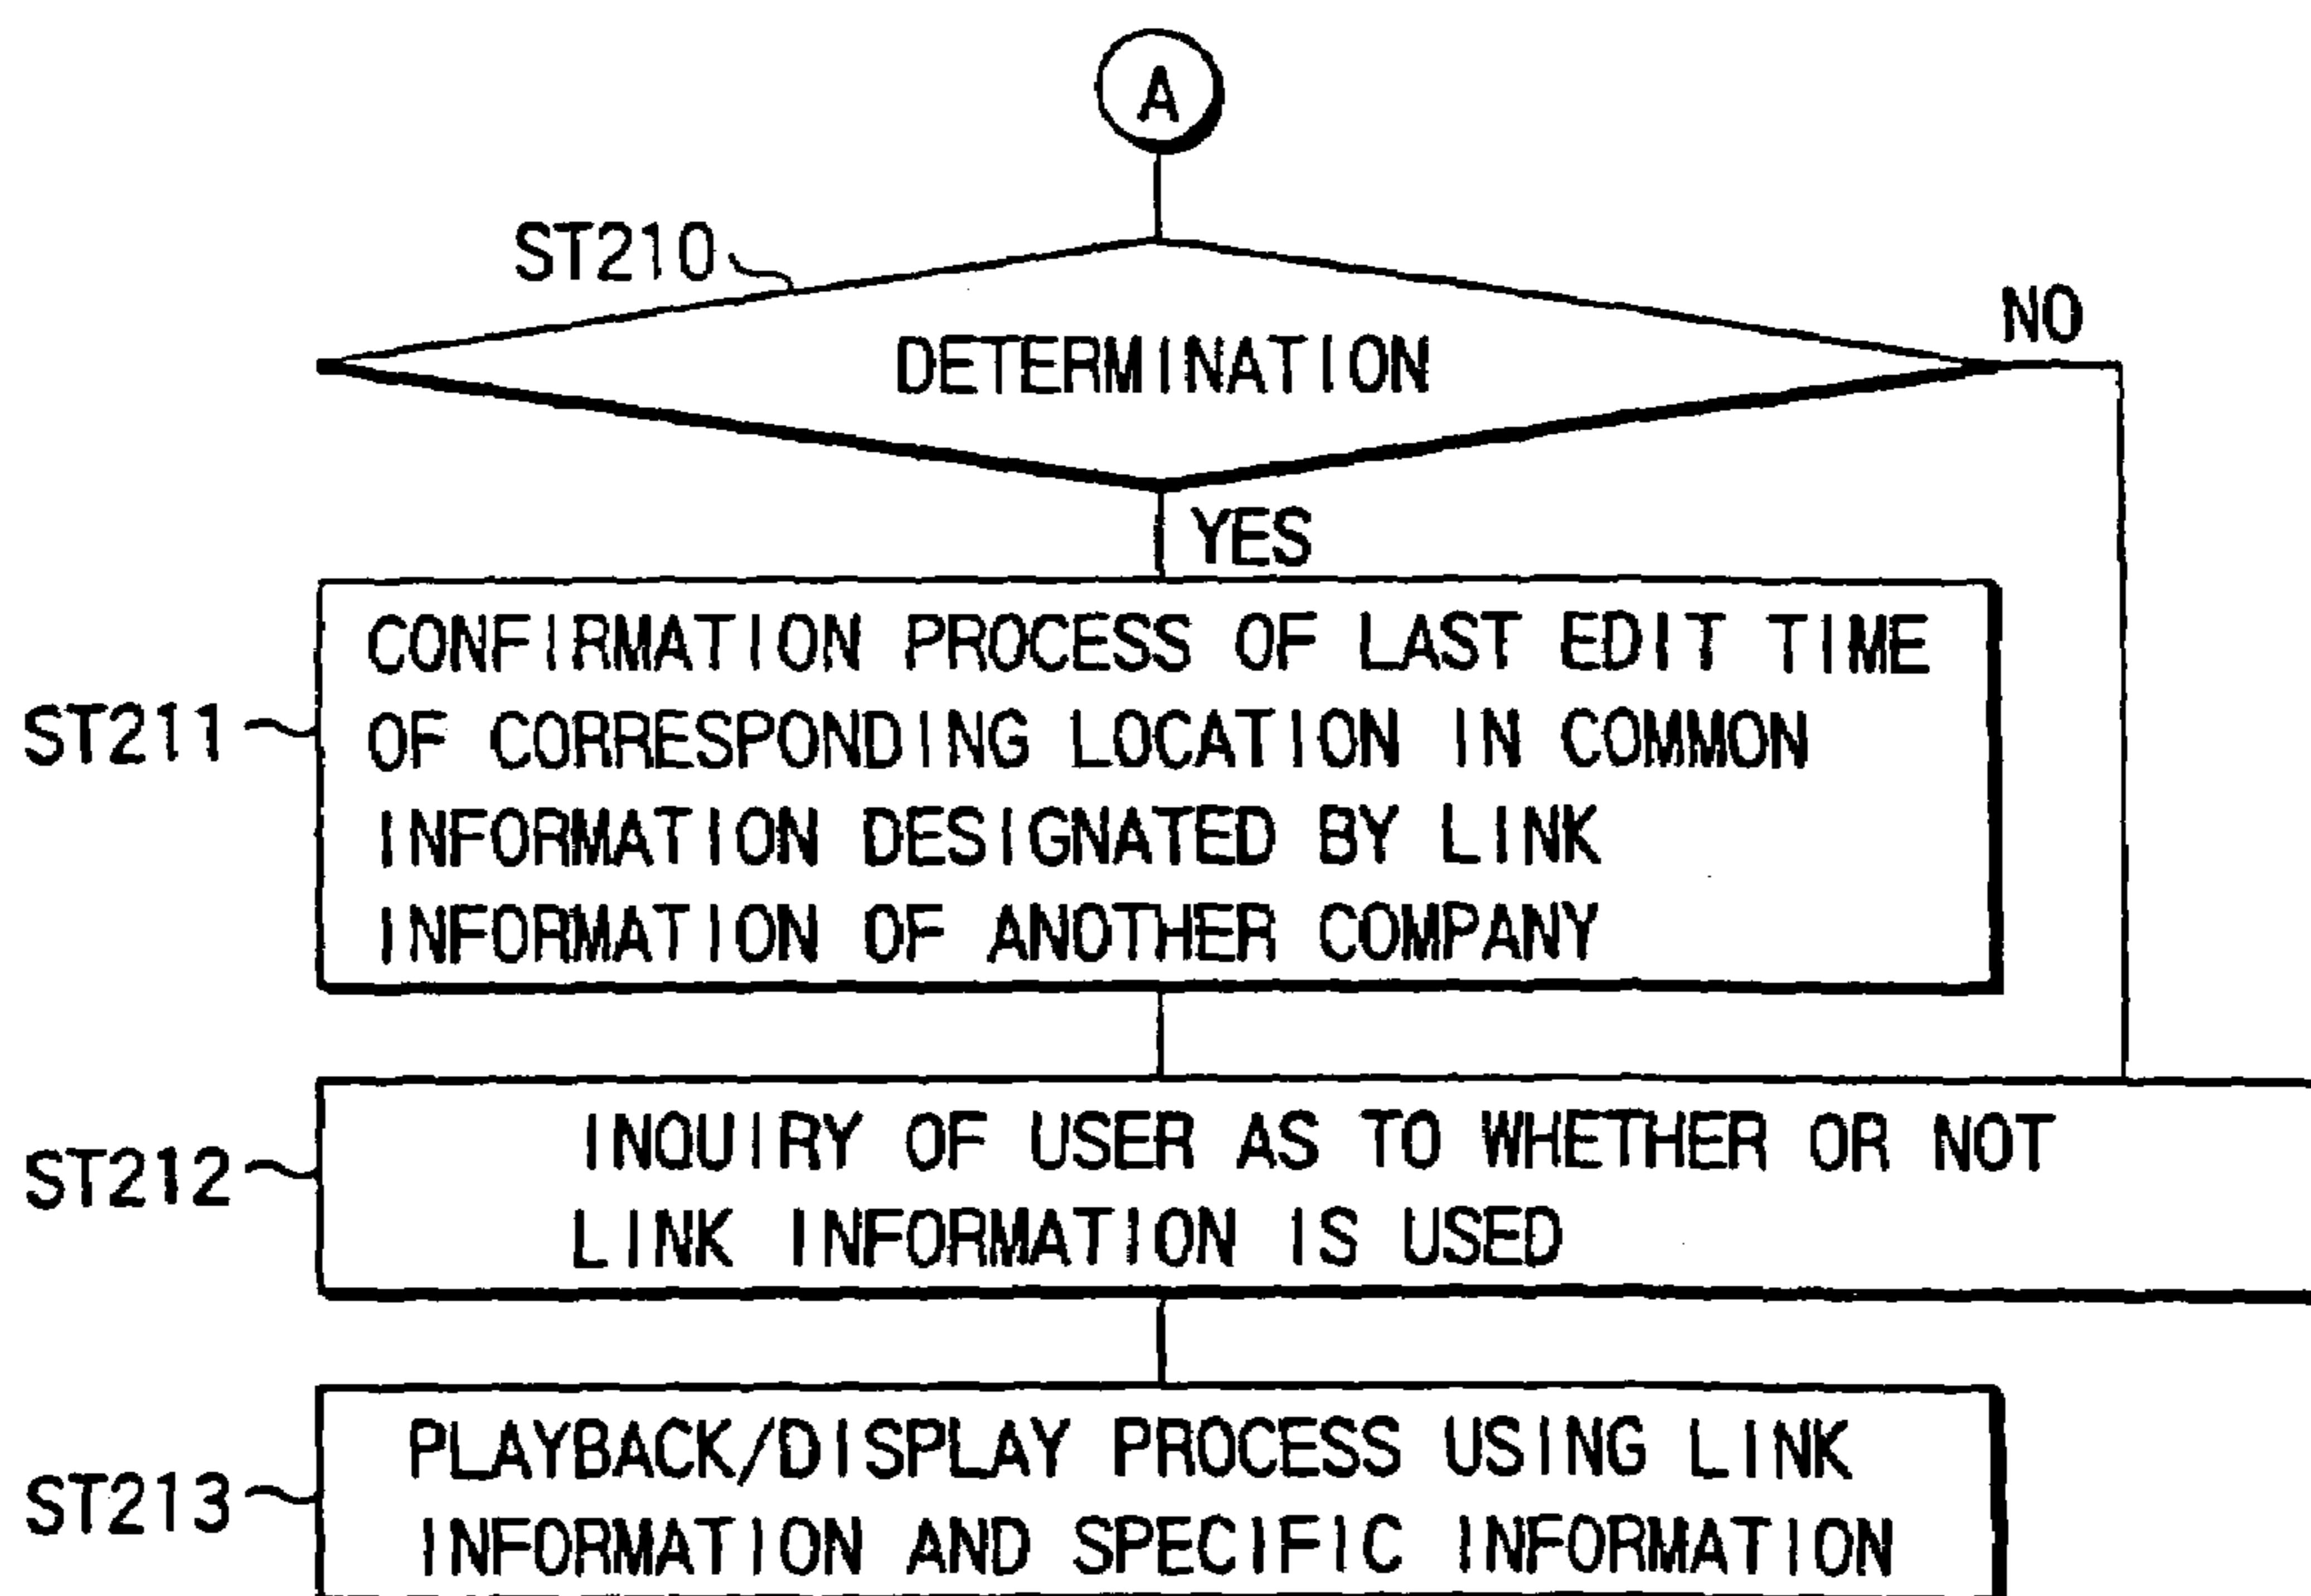 A
ST210
DETERMINATION
NO
YES
ST211
CONFIRMATION PROCESS OF LAST EDIT TIME
OF CORRESPONDING LOCATION IN COMMON
INFORMATION DESIGNATED BY LINK
INFORMATION OF ANOTHER COMPANY
ST212
INQUIRY OF USER AS TO WHETHER OR NOT
LINK INFORMATION IS USED
ST213
PLAYBACK/DISPLAY PROCESS USING LINK
INFORMATION AND SPECIFIC INFORMATION